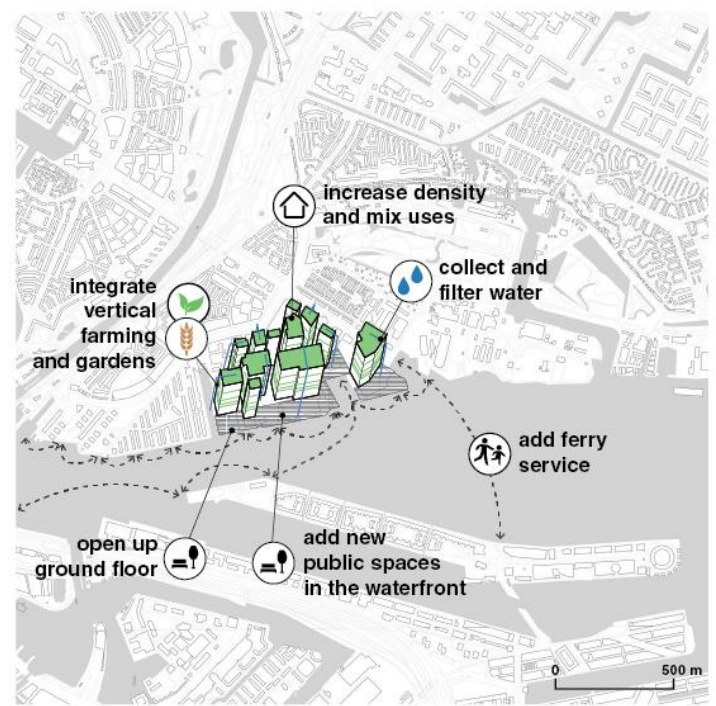 increase density
and mix uses
collect and
filter water
integrate
vertical
farming
and gardens
add ferry
service
open up
ground floor
add new
public spaces
in the waterfront
0 500 m